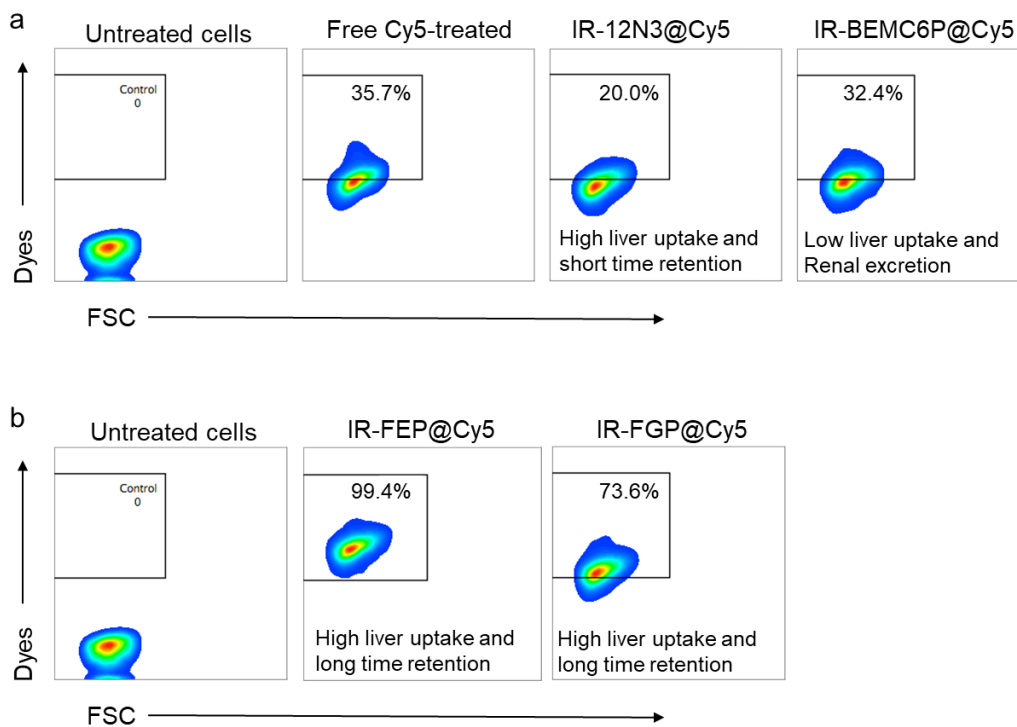 a
Untreated cells
Free Cy5-treated
IR-12N3@Cy5
IR-BEMC6P@Cy5
Control
0
35.7%
20.0%
32.4%
High liver uptake and
short time retention
Low liver uptake and
Renal excretion
Dyes
FSC
b
Untreated cells
IR-FEP@Cy5
IR-FGP@Cy5
Control
0
99.4%
73.6%
High liver uptake and
long time retention
High liver uptake and
long time retention
Dyes
FSC